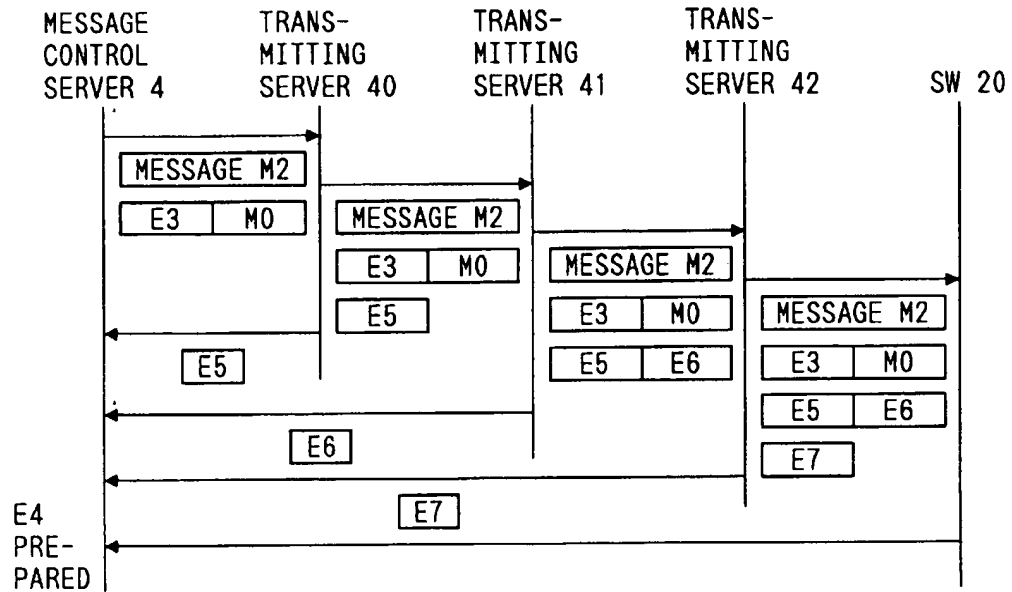 MESSAGE
CONTROL
SERVER 4
TRANS-
MITTING
SERVER 40
TRANS-
MITTING
SERVER 41
TRANS-
MITTING
SERVER 42
SW 20
MESSAGE M2
E3 M0
MESSAGE M2
E3 M0
E5
MESSAGE M2
E3 M0
E5 E6
MESSAGE M2
E3 M0
E5 E6
E7
E5
E6
E7
E4
PRE-
PARED